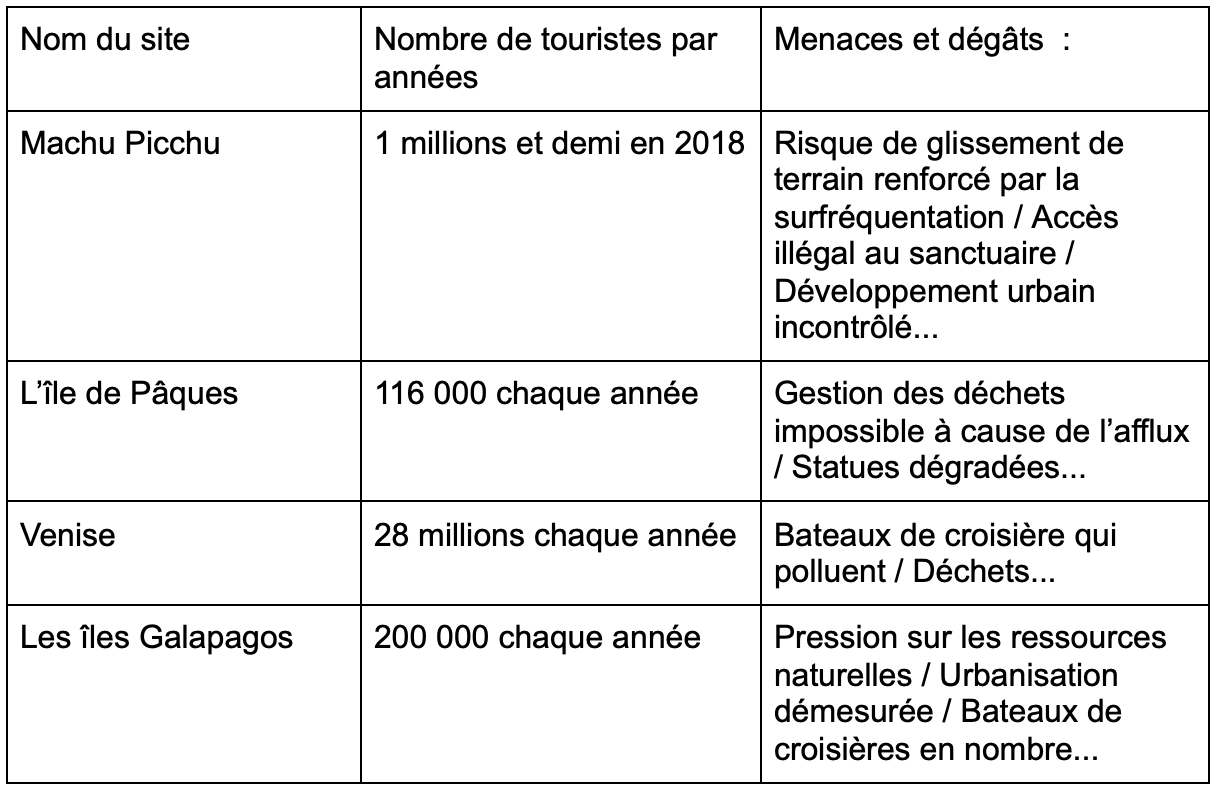 Nom du site
Nombre de touristes par
années
Menaces et dégâts  :
Machu Picchu
1 millions et demi en 2018
Risque de glissement de
terrain renforcé par la
surfréquentation / Accès
illégal au sanctuaire /
Développement urbain
incontrôlé...
L’île de Pâques
116 000 chaque année
Gestion des déchets
impossible à cause de l’afflux
/ Statues dégradées...
Venise
28 millions chaque année
Bateaux de croisière qui
polluent / Déchets...
Les îles Galapagos
200 000 chaque année
Pression sur les ressources
naturelles / Urbanisation
démesurée / Bateaux de
croisières en nombre...